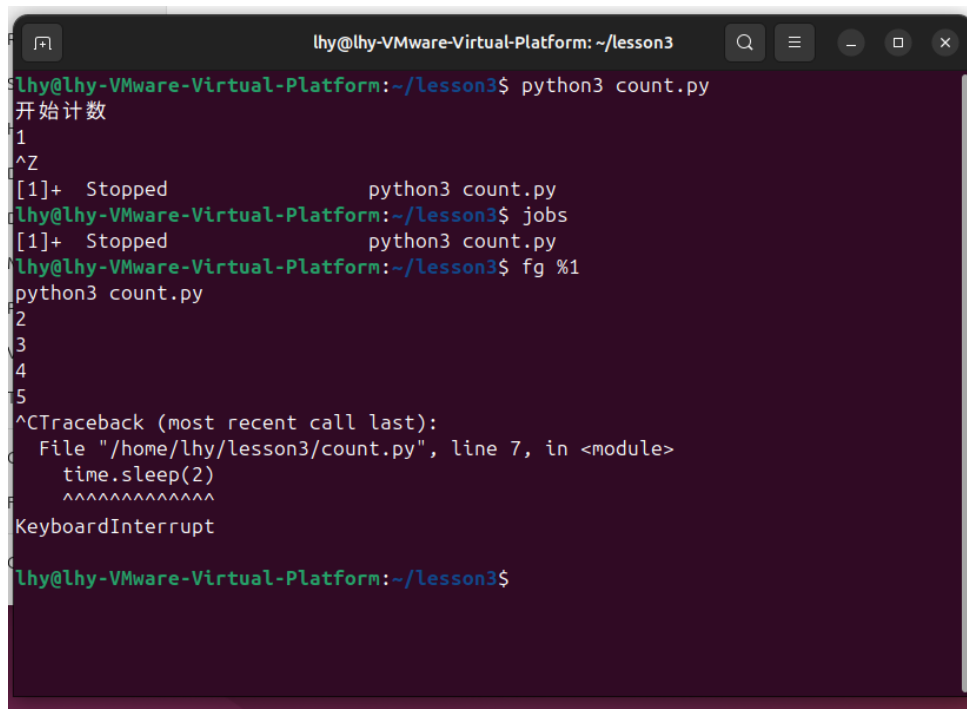 lhy@lhy-VMware-Virtual-Platform: ~/lesson3
lhy@lhy-VMware-Virtual-Platform:~/lesson3$ python3 count.py
开始计数
1
^Z
[1]+  Stopped                 python3 count.py
lhy@lhy-VMware-Virtual-Platform:~/lesson3$ jobs
[1]+  Stopped                 python3 count.py
lhy@lhy-VMware-Virtual-Platform:~/lesson3$ fg %1
python3 count.py
2
3
4
5
^CTraceback (most recent call last):
  File "/home/lhy/lesson3/count.py", line 7, in <module>
    time.sleep(2)
    ^^^^^^^^^^^^^
KeyboardInterrupt
lhy@lhy-VMware-Virtual-Platform:~/lesson3$